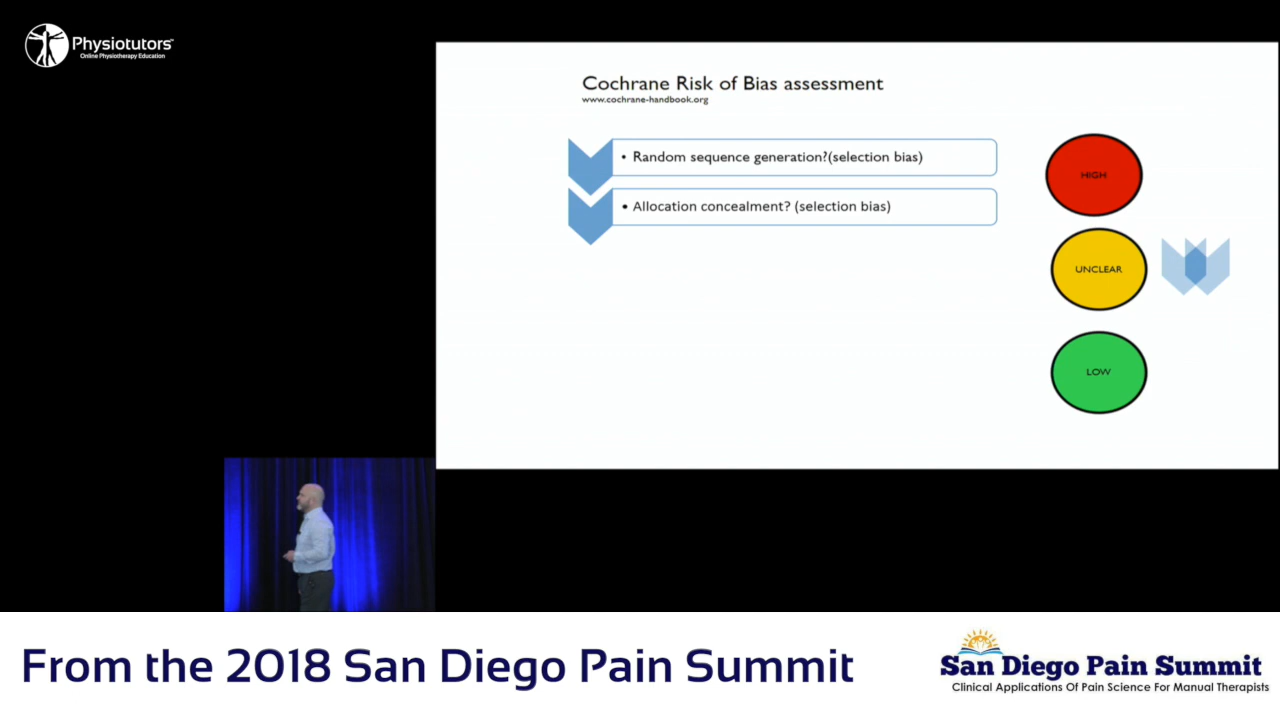 Physiotutors™
Online Physiotherapy Education
Cochrane Risk of Bias assessment
www.cochrane-handbook.org
• Random sequence generation?(selection bias)
• Allocation concealment? (selection bias)
HIGH
UNCLEAR
LOW
From the 2018 San Diego Pain Summit
San Diego Pain Summit
Clinical Applications Of Pain Science For Manual Therapists